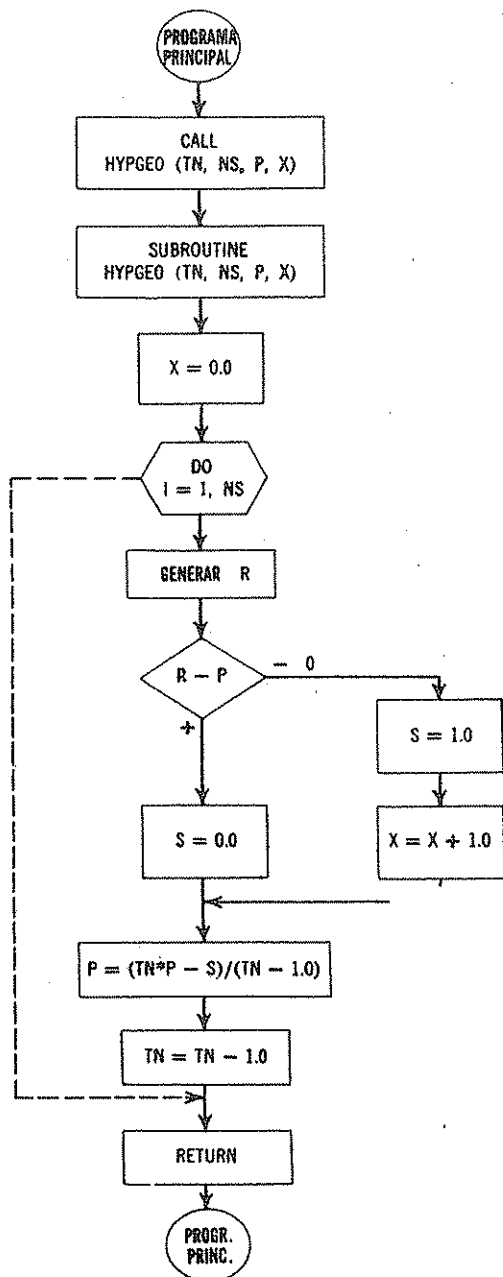 PROGRAMA
PRINCIPAL
CALL
HYPGEO (TN, NS, P, X)
SUBROUTINE
HYPGEO (TN, NS, P, X)
X = 0.0
DO
I = I, NS
GENERAR R
R – P
– 0
+
S = 1.0
X = X + 1.0
S = 0.0
P = (TN*P – S)/(TN – 1.0)
TN = TN – 1.0
RETURN
PROGR.
PRINC.